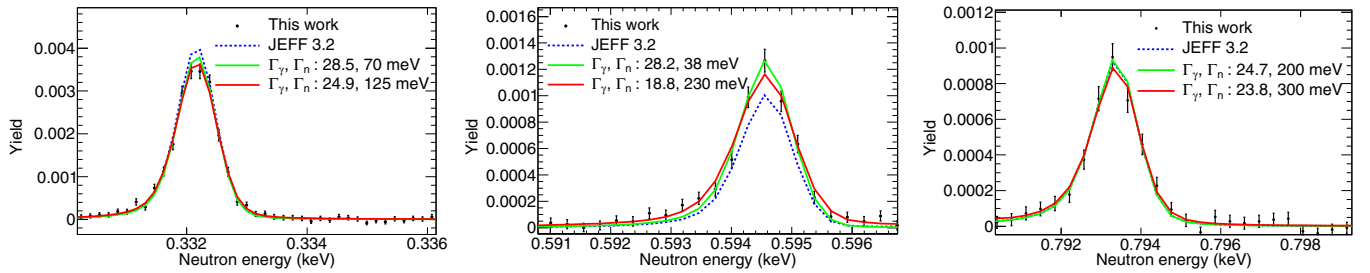 This work
JEFF 3.2
Γγ, Γn : 28.5, 70 meV
Γγ, Γn : 24.9, 125 meV
0.004
0.003
0.002
0.001
0
Yield
0.332
0.334
0.336
Neutron energy (keV)
This work
JEFF 3.2
Γγ, Γn : 28.2, 38 meV
Γγ, Γn : 18.8, 230 meV
0.0016
0.0014
0.0012
0.001
0.0008
0.0006
0.0004
0.0002
0
Yield
0.591
0.592
0.593
0.594
0.595
0.596
Neutron energy (keV)
This work
JEFF 3.2
Γγ, Γn : 24.7, 200 meV
Γγ, Γn : 23.8, 300 meV
0.0012
0.001
0.0008
0.0006
0.0004
0.0002
0
Yield
0.792
0.794
0.796
0.798
Neutron energy (keV)